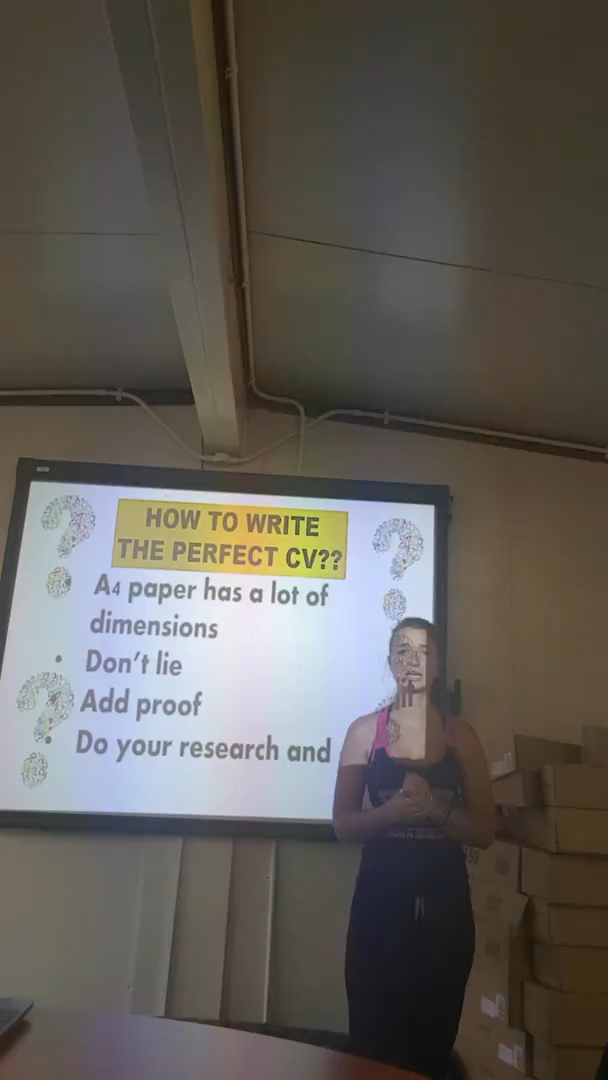 HOW TO WRITE
THE PERFECT CV??
A4 paper has a lot of
dimensions
• Don't lie
Add proof
• Do your research and